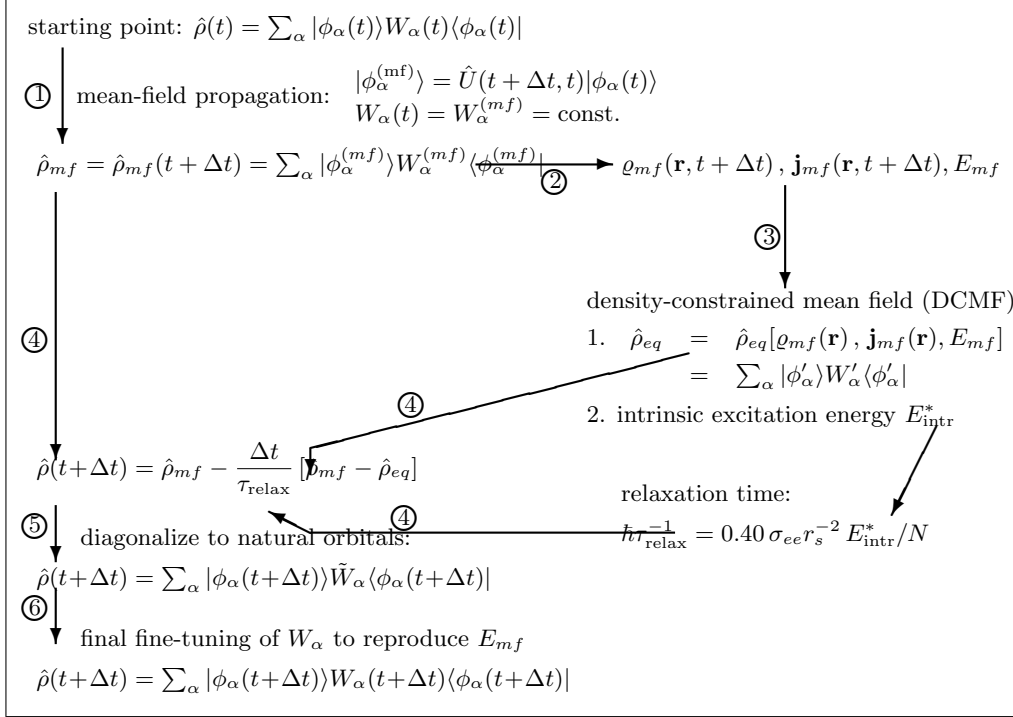 starting point: ρ̂(t) = ∑_α |ϕ_α(t)⟩W_α(t)⟨ϕ_α(t)|
① mean-field propagation: |ϕ_α^(mf)⟩ = Û(t + Δt, t)|ϕ_α(t)⟩
W_α(t) = W_α^(mf) = const.
ρ̂_mf = ρ̂_mf(t + Δt) = ∑_α |ϕ_α^(mf)⟩W_α^(mf)⟨ϕ_α^(mf)| ② ϱ_mf(r, t + Δt) , j_mf(r, t + Δt), E_mf
③
density-constrained mean field (DCMF)
④ 1. ρ̂_eq = ρ̂_eq[ϱ_mf(r) , j_mf(r), E_mf]
= ∑_α |ϕ′_α⟩W′_α⟨ϕ′_α|
④ 2. intrinsic excitation energy E*_intr
ρ̂(t+Δt) = ρ̂_mf − Δt/τ_relax [ρ̂_mf − ρ̂_eq]
relaxation time:
④ ħτ_relax^−1 = 0.40 σ_ee r_s^−2 E*_intr/N
⑤ diagonalize to natural orbitals:
ρ̂(t+Δt) = ∑_α |ϕ_α(t+Δt)⟩W̃_α⟨ϕ_α(t+Δt)|
⑥ final fine-tuning of W_α to reproduce E_mf
ρ̂(t+Δt) = ∑_α |ϕ_α(t+Δt)⟩W_α(t+Δt)⟨ϕ_α(t+Δt)|